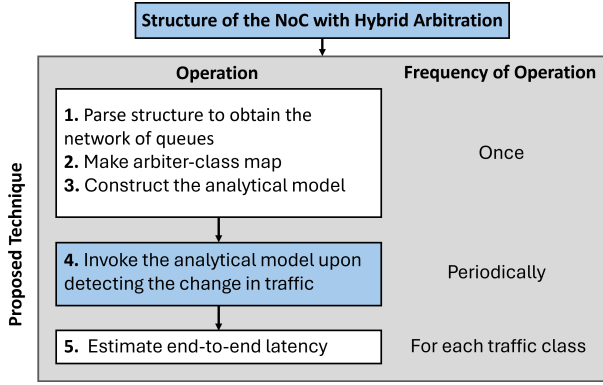 Structure of the NoC with Hybrid Arbitration
Operation
Frequency of Operation
1. Parse structure to obtain the
network of queues
2. Make arbiter-class map
3. Construct the analytical model
Once
4. Invoke the analytical model upon
detecting the change in traffic
Periodically
5. Estimate end-to-end latency
For each traffic class
Proposed Technique